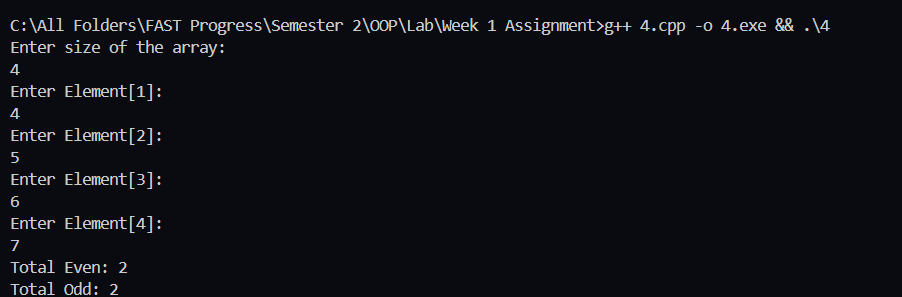 C:\All Folders\FAST Progress\Semester 2\OOP\Lab\Week 1 Assignment>g++ 4.cpp -o 4.exe && .\4
Enter size of the array:
4
Enter Element[1]:
4
Enter Element[2]:
5
Enter Element[3]:
6
Enter Element[4]:
7
Total Even: 2
Total Odd: 2